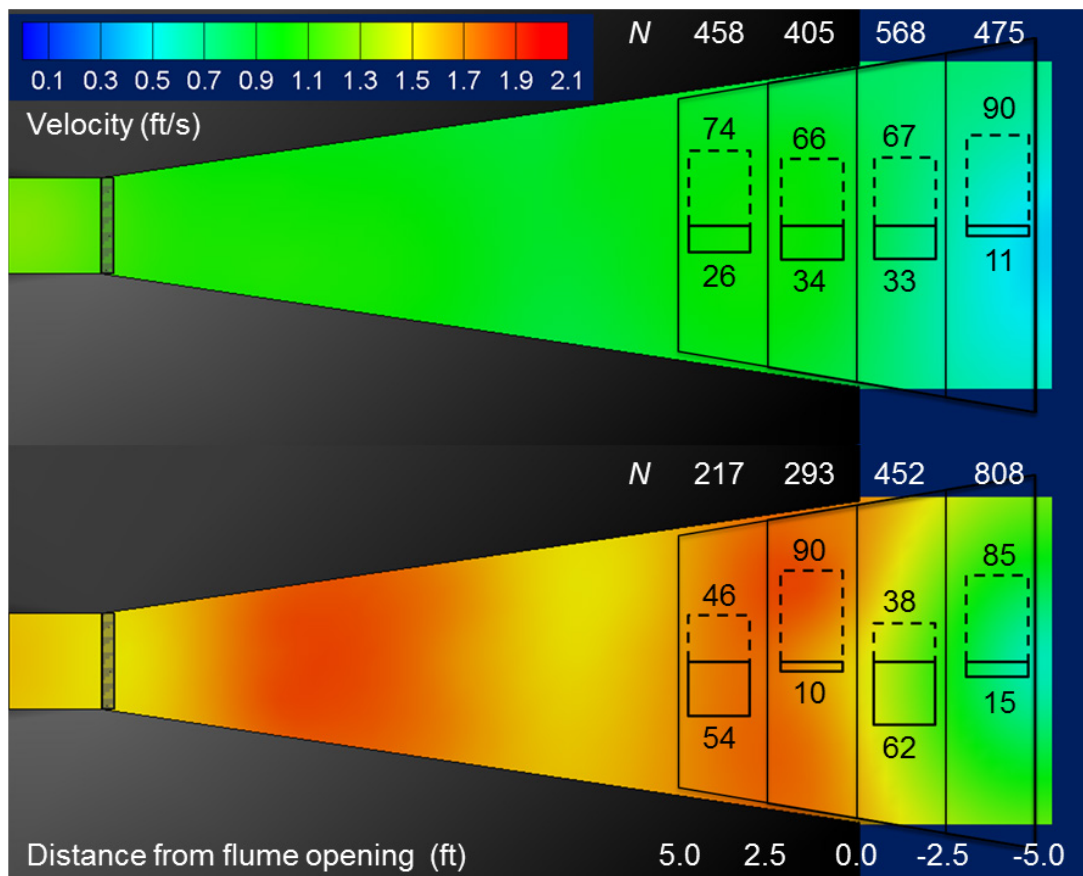 N 458 405 568 475
0.1 0.3 0.5 0.7 0.9 1.1 1.3 1.5 1.7 1.9 2.1
Velocity (ft/s)
74 66 67 90
26 34 33 11
N 217 293 452 808
46 90 38 85
54 10 62 15
Distance from flume opening (ft) 5.0 2.5 0.0 -2.5 -5.0